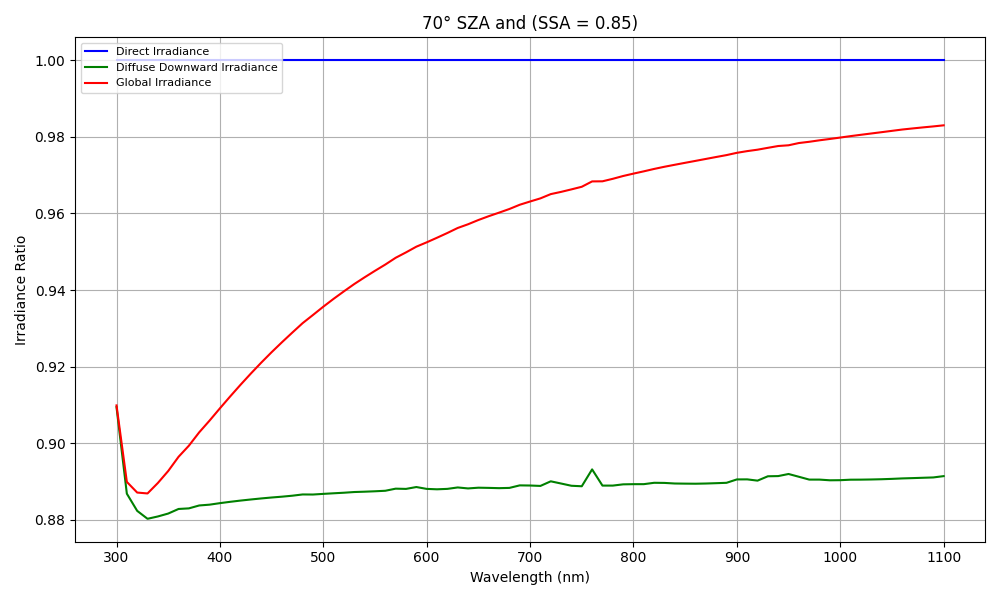 70° SZA and (SSA = 0.85)
Direct Irradiance
Diffuse Downward Irradiance
Global Irradiance
1.00
0.98
0.96
0.94
0.92
0.90
0.88
Irradiance Ratio
300 400 500 600 700 800 900 1000 1100
Wavelength (nm)